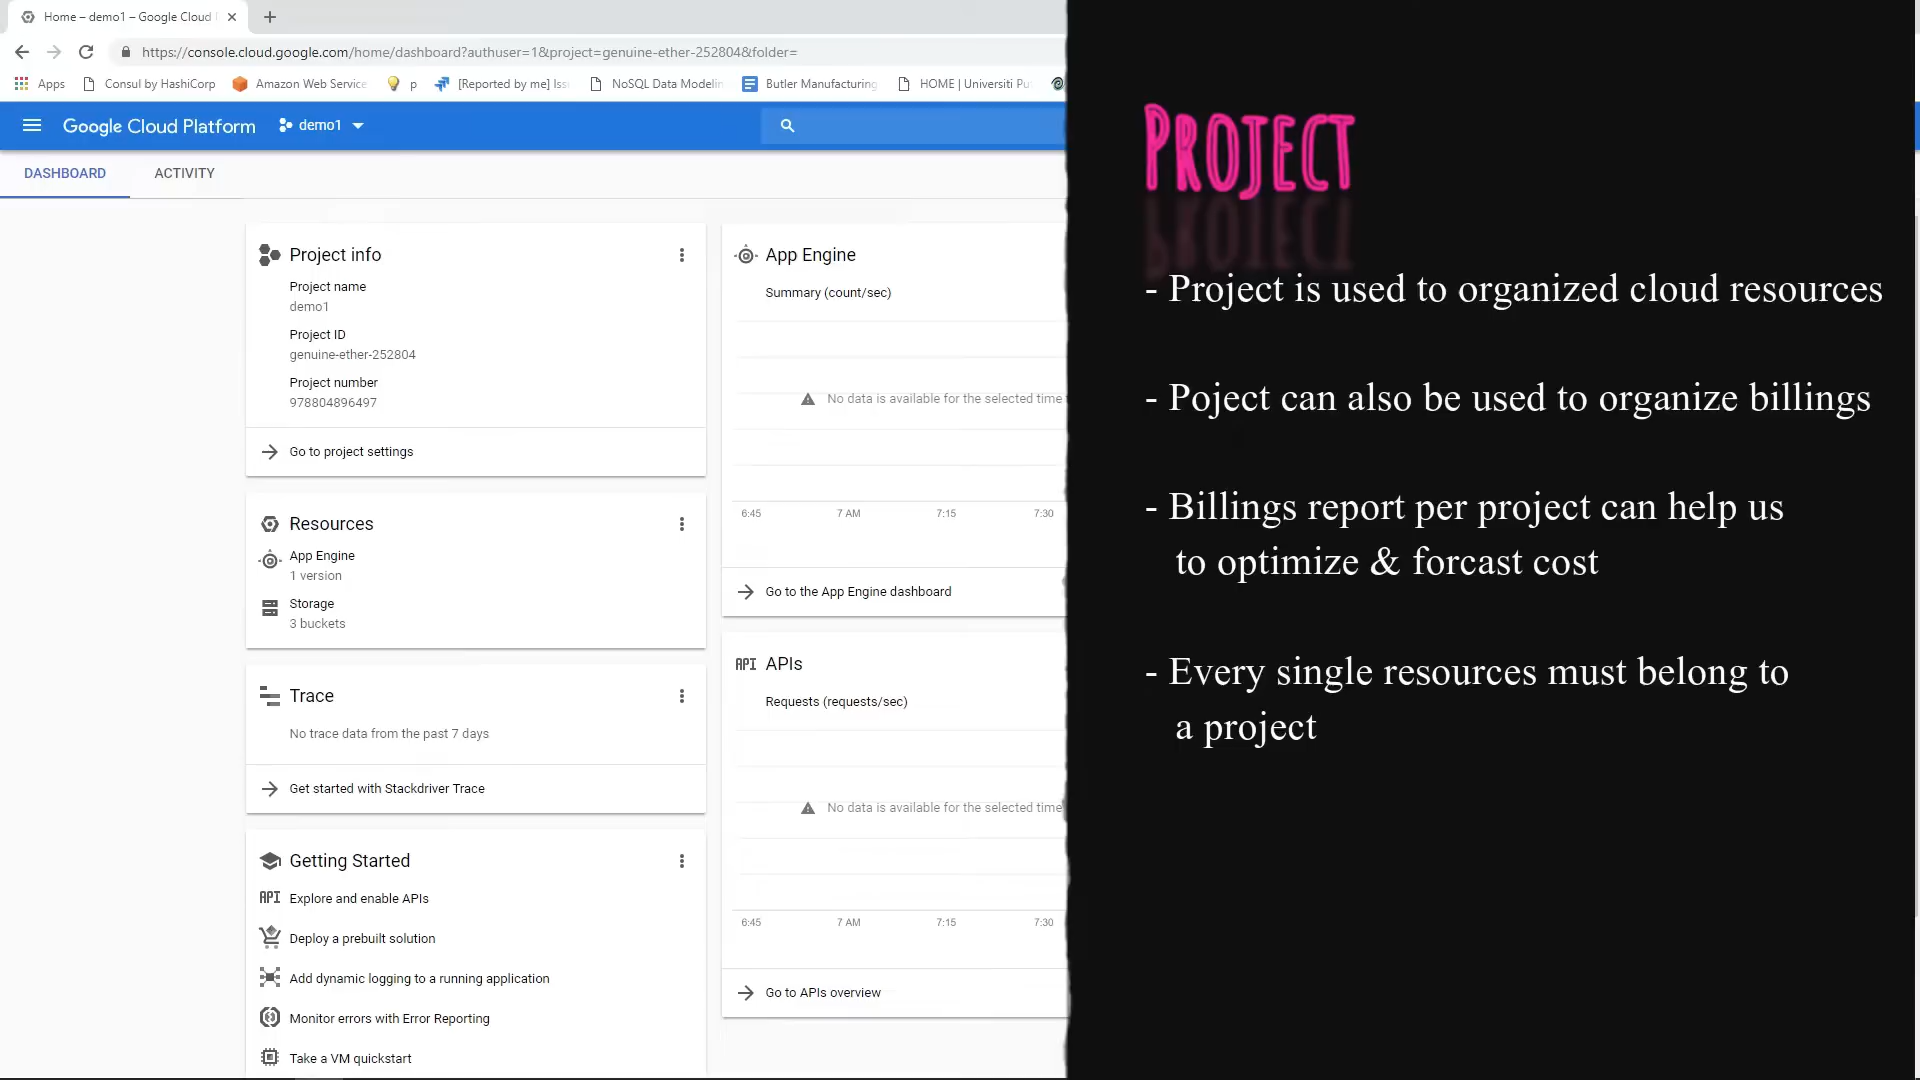 Home – demo1 – Google Cloud
https://console.cloud.google.com/home/dashboard?authuser=1&project=genuine-ether-252804&folder=
Apps
Consul by HashiCorp
Amazon Web Service
p
[Reported by me] Iss
NoSQL Data Modelin
Butler Manufacturing
HOME | Universiti Pu
Google Cloud Platform
demo1
DASHBOARD
ACTIVITY
Project info
Project name
demo1
Project ID
genuine-ether-252804
Project number
978804896497
Go to project settings
Resources
App Engine
1 version
Storage
3 buckets
Trace
No trace data from the past 7 days
Get started with Stackdriver Trace
Getting Started
API Explore and enable APIs
Deploy a prebuilt solution
Add dynamic logging to a running application
Monitor errors with Error Reporting
Take a VM quickstart
App Engine
Summary (count/sec)
No data is available for the selected time
6:45 7 AM 7:15 7:30
Go to the App Engine dashboard
API APIs
Requests (requests/sec)
No data is available for the selected time
6:45 7 AM 7:15 7:30
Go to APIs overview
PROJECT
- Project is used to organized cloud resources
- Poject can also be used to organize billings
- Billings report per project can help us
to optimize & forcast cost
- Every single resources must belong to
a project